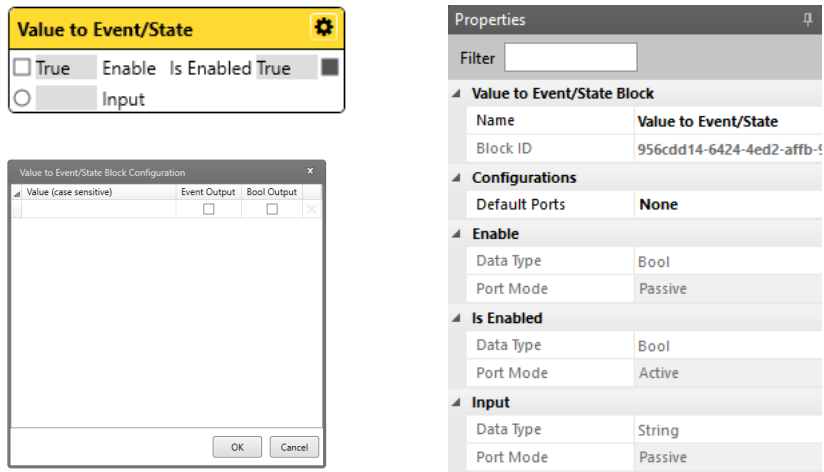 Value to Event/State
True Enable Is Enabled True
Input
Value to Event/State Block Configuration x
Value (case sensitive) Event Output Bool Output
OK Cancel
Properties
Filter
Value to Event/State Block
Name Value to Event/State
Block ID 956cdd14-6424-4ed2-affb-9
Configurations
Default Ports None
Enable
Data Type Bool
Port Mode Passive
Is Enabled
Data Type Bool
Port Mode Active
Input
Data Type String
Port Mode Passive